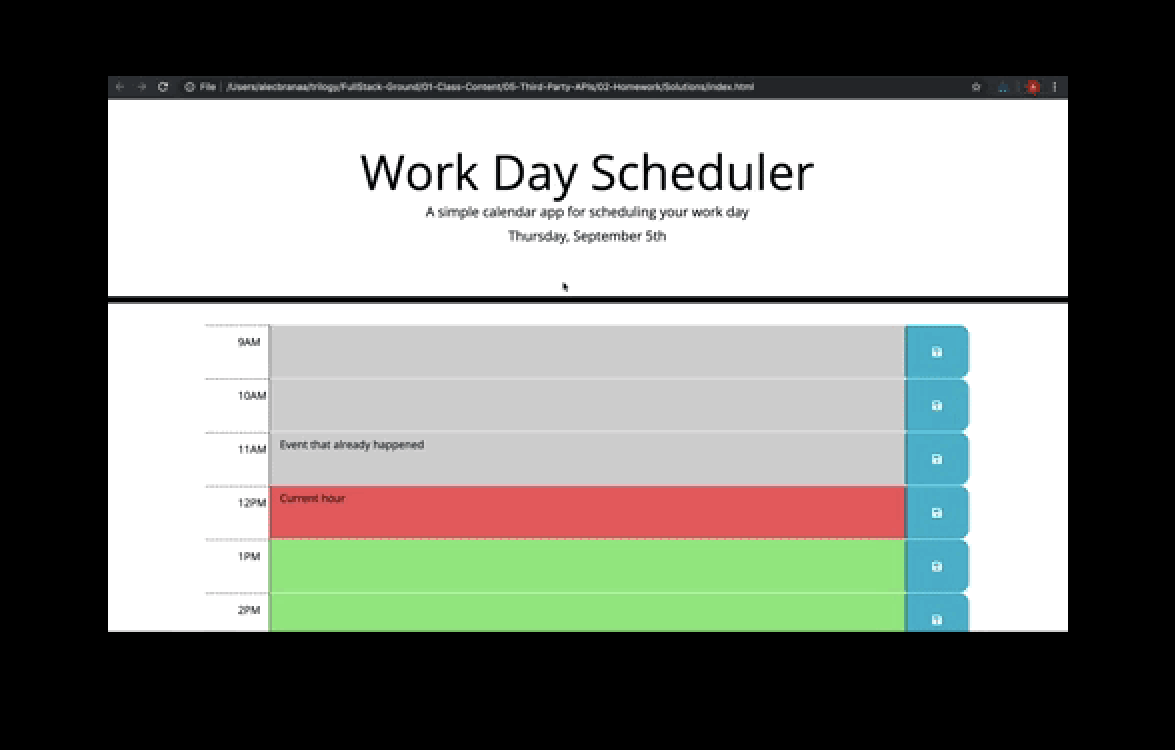 File | /Users/alecbranaa/trilogy/FullStack-Ground/01-Class-Content/05-Third-Party-APIs/02-Homework/Solutions/index.html
Work Day Scheduler
A simple calendar app for scheduling your work day
Thursday, September 5th
9AM
10AM
11AM Event that already happened
12PM Current hour
1PM
2PM